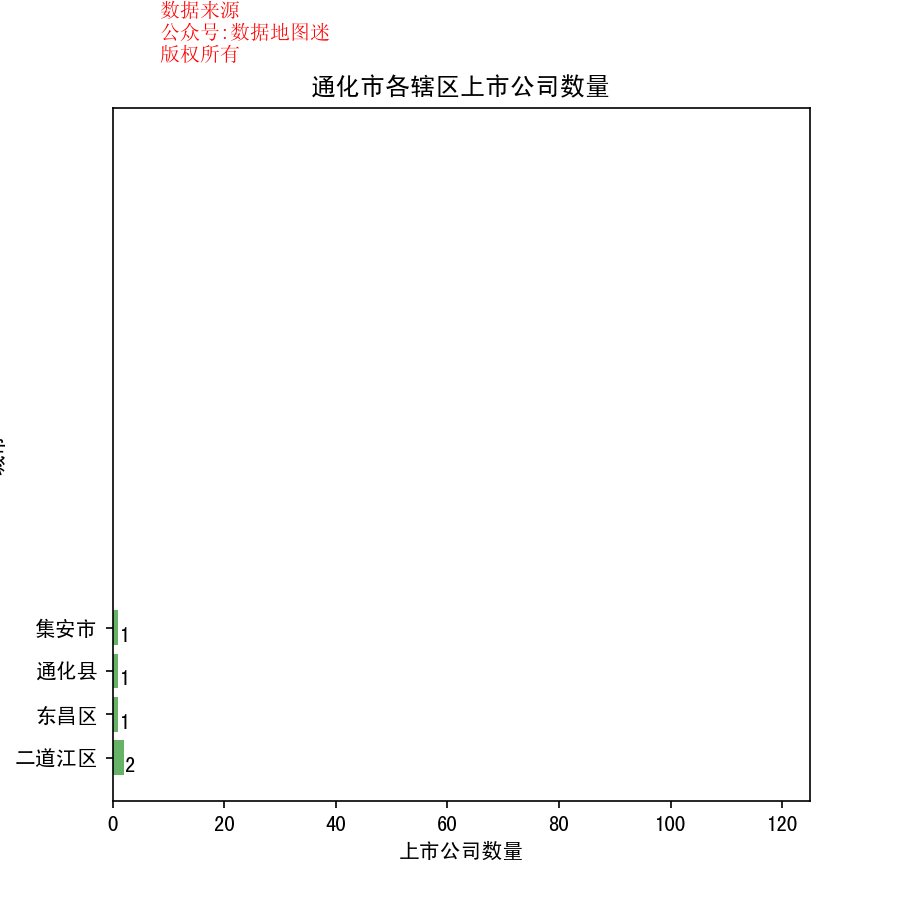 数据来源
公众号:数据地图迷
版权所有
通化市各辖区上市公司数量
集安市 1
通化县 1
东昌区 1
二道江区 2
0 20 40 60 80 100 120
上市公司数量